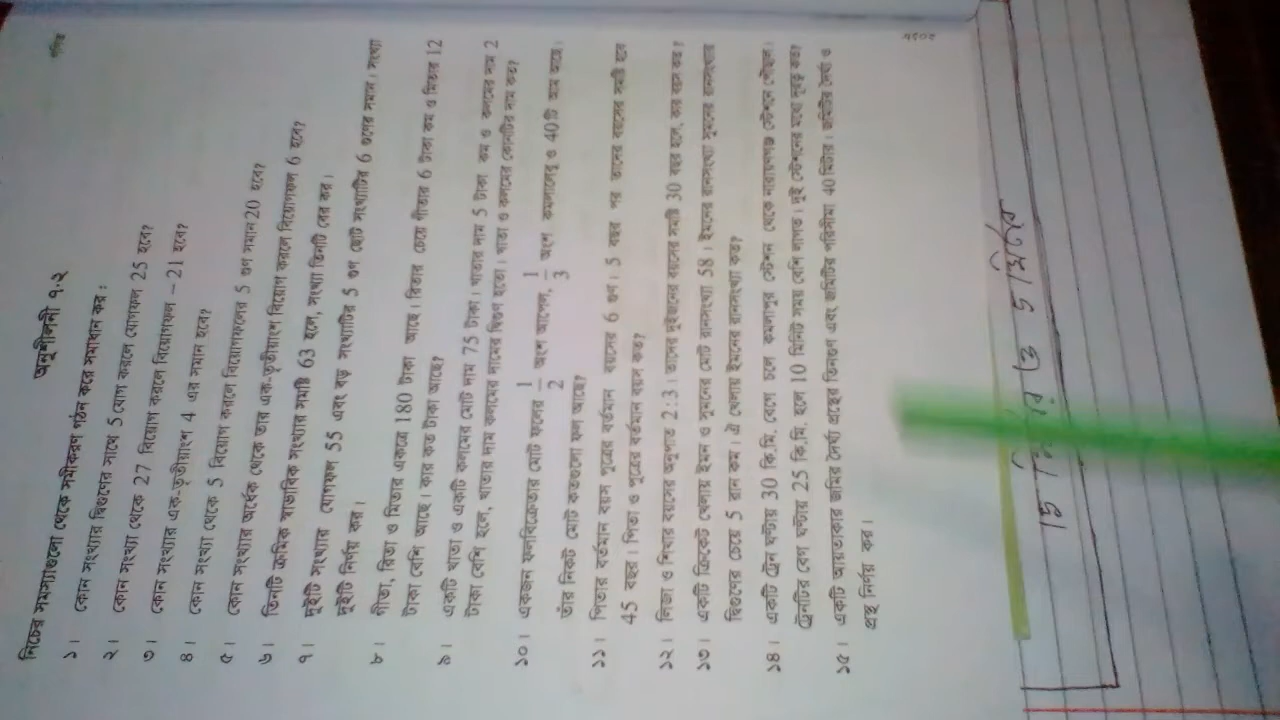 গণিত
অনুশীলনী ৭.২
নিচের সমস্যাগুলো থেকে সমীকরণ গঠন করে সমাধান কর :
১। কোন সংখ্যার দ্বিগুণের সাথে 5 যোগ করলে যোগফল 25 হবে?
২। কোন সংখ্যা থেকে 27 বিয়োগ করলে বিয়োগফল – 21 হবে?
৩। কোন সংখ্যার এক-তৃতীয়াংশ 4 এর সমান হবে?
৪। কোন সংখ্যা থেকে 5 বিয়োগ করলে বিয়োগফলের 5 গুণ সমান 20 হবে?
৫। কোন সংখ্যার অর্ধেক থেকে তার এক-তৃতীয়াংশ বিয়োগ করলে বিয়োগফল 6 হবে?
৬। তিনটি ক্রমিক স্বাভাবিক সংখ্যার সমষ্টি 63 হলে, সংখ্যা তিনটি বের কর।
৭। দুইটি সংখ্যার যোগফল 55 এবং বড় সংখ্যাটির 5 গুণ ছোট সংখ্যাটির 6 গুণের সমান। সংখ্যা
দুইটি নির্ণয় কর।
৮। গীতা, রিতা ও মিতার একত্রে 180 টাকা আছে। রিতার চেয়ে গীতার 6 টাকা কম ও মিতার 12
টাকা বেশি আছে। কার কত টাকা আছে?
৯। একটি খাতা ও একটি কলমের মোট দাম 75 টাকা। খাতার দাম 5 টাকা কম ও কলমের দাম 2
টাকা বেশি হলে, খাতার দাম কলমের দামের দ্বিগুণ হতো। খাতা ও কলমের কোনটির দাম কত?
১০। একজন ফলবিক্রেতার মোট ফলের 1/2 অংশ আপেল, 1/3 অংশ কমলালেবু ও 40 টি আম আছে।
তাঁর নিকট মোট কতগুলো ফল আছে?
১১। পিতার বর্তমান বয়স পুত্রের বর্তমান বয়সের 6 গুণ। 5 বছর পর তাদের বয়সের সমষ্টি হবে
45 বছর। পিতা ও পুত্রের বর্তমান বয়স কত?
১২। লিজা ও শিখার বয়সের অনুপাত 2:3। তাদের দুজনের বয়সের সমষ্টি 30 বছর হলে, কার বয়স কত?
১৩। একটি ক্রিকেট খেলায় ইমন ও সুমনের মোট রানসংখ্যা 58। ইমনের রানসংখ্যা সুমনের রানসংখ্যার
দ্বিগুণের চেয়ে 5 রান কম। ঐ খেলায় ইমনের রানসংখ্যা কত?
১৪। একটি ট্রেন ঘণ্টায় 30 কি.মি. বেগে চলে কমলাপুর স্টেশন থেকে নারায়ণগঞ্জ স্টেশনে পৌঁছাল।
ট্রেনটির বেগ ঘণ্টায় 25 কি.মি. হলে 10 মিনিট সময় বেশি লাগত। দুই স্টেশনের মধ্যে দূরত্ব কত?
১৫। একটি আয়তাকার জমির দৈর্ঘ্য প্রস্থের তিনগুণ এবং জমিটির পরিসীমা 40 মিটার। জমিটির দৈর্ঘ্য ও
প্রস্থ নির্ণয় কর।
১৫ মিটার ও ৫ মিটার